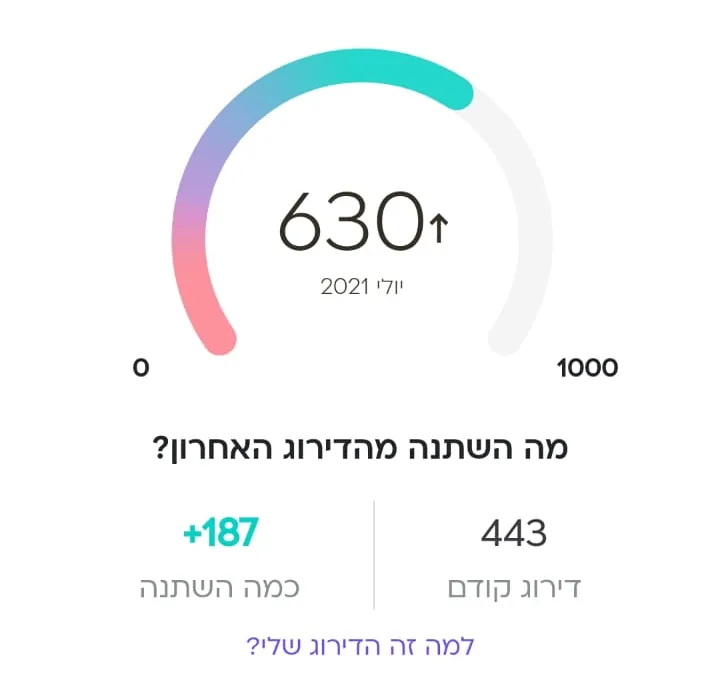 630↑
יולי 2021
0
1000
מה השתנה מהדירוג האחרון?
443
דירוג קודם
+187
כמה השתנה
למה זה הדירוג שלי?